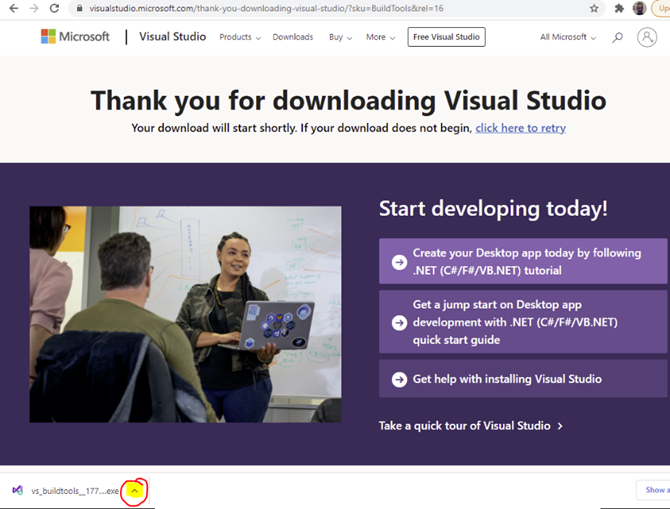 visualstudio.microsoft.com/thank-you-downloading-visual-studio/?sku=BuildTools&rel=16
Microsoft Visual Studio Products Downloads Buy More Free Visual Studio All Microsoft
Thank you for downloading Visual Studio
Your download will start shortly. If your download does not begin, click here to retry
Start developing today!
Create your Desktop app today by following
.NET (C#/F#/VB.NET) tutorial
Get a jump start on Desktop app
development with .NET (C#/F#/VB.NET)
quick start guide
Get help with installing Visual Studio
Take a quick tour of Visual Studio
vs_buildtools__177....exe
Show a